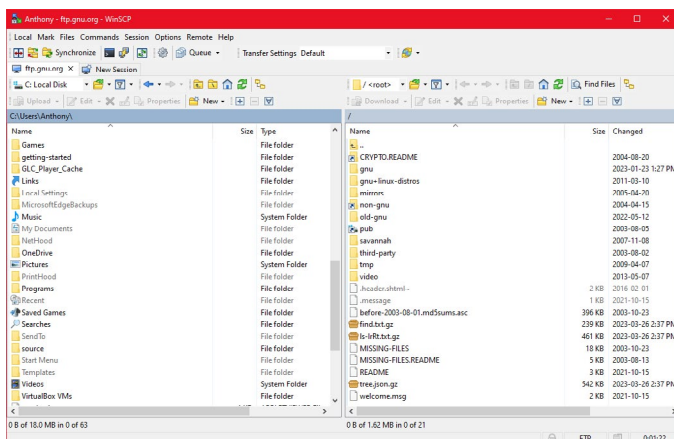 Anthony - ftp.gnu.org - WinSCP
Local Mark Files Commands Session Options Remote Help
Synchronize Queue Transfer Settings Default
ftp.gnu.org New Session
C: Local Disk
/ <root> Find Files
Upload Edit Properties New
Download Edit Properties New
C:\Users\Anthony\
/
Name Size Type
Games File folder
getting-started File folder
GLC_Player_Cache File folder
Links File folder
Local Settings File folder
MicrosoftEdgeBackups File folder
Music System Folder
My Documents File folder
NetHood File folder
OneDrive File folder
Pictures System Folder
PrintHood File folder
Programs File folder
Recent File folder
Saved Games File folder
Searches File folder
SendTo File folder
source File folder
Start Menu File folder
Templates File folder
Videos System Folder
VirtualBox VMs File folder
0 B of 18.0 MB in 0 of 63
Name Size Changed
..
CRYPTO.README 2004-08-20
gnu 2023-01-23 1:27 PM
gnu+linux-distros 2011-03-10
mirrors 2005-04-20
non-gnu 2004-04-15
old-gnu 2022-05-12
pub 2003-08-05
savannah 2007-11-08
third-party 2003-08-02
tmp 2009-04-07
video 2013-05-07
.header.shtml- 2 KB 2016-02-01
.message 1 KB 2021-10-15
before-2003-08-01.md5sums.asc 396 KB 2003-10-23
find.txt.gz 239 KB 2023-03-26 2:37 PM
ls-lrRt.txt.gz 461 KB 2023-03-26 2:37 PM
MISSING-FILES 18 KB 2003-10-23
MISSING-FILES.README 5 KB 2003-08-13
README 3 KB 2021-10-15
tree.json.gz 542 KB 2023-03-26 2:37 PM
welcome.msg 2 KB 2021-10-15
0 B of 1.62 MB in 0 of 21
FTP 0:01:22